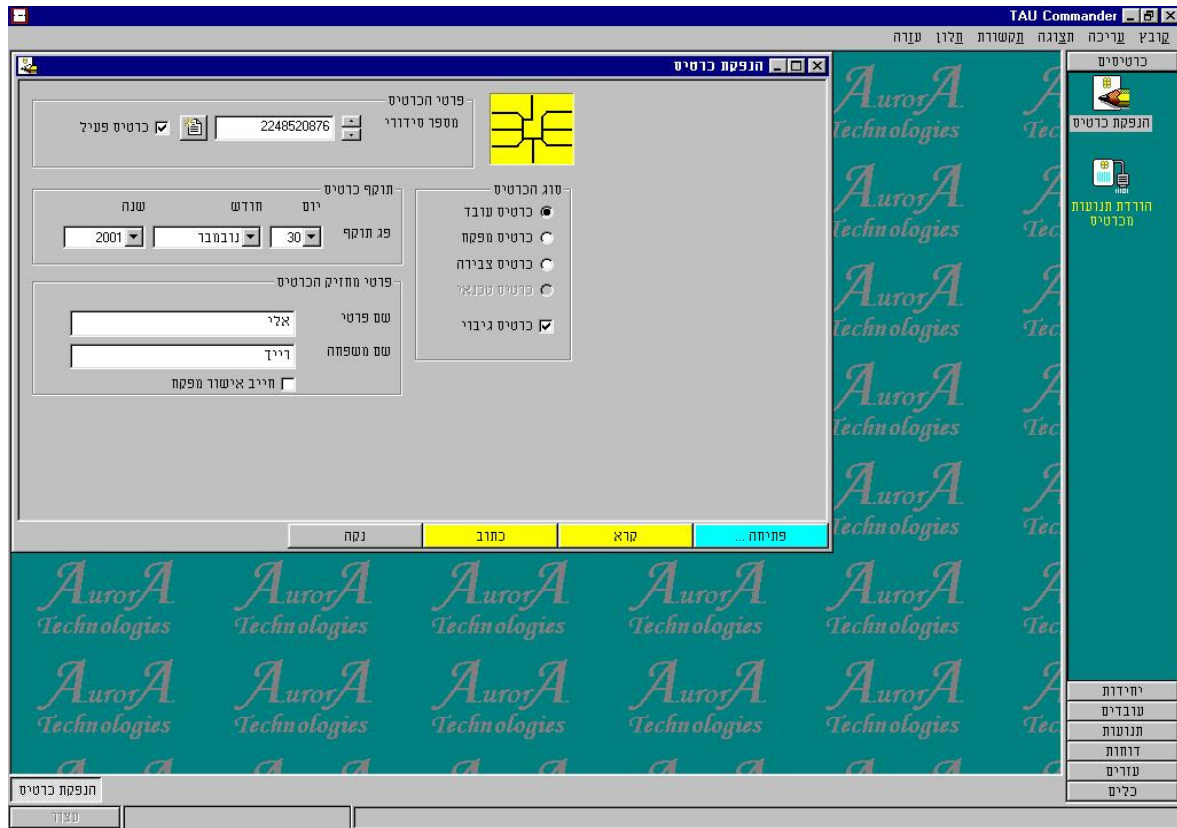 TAU Commander
קובץ עריכה תצוגה תקשורת חלון עזרה
הנפקת כרטיס
פרטי הכרטיס
מספר סידורי 2248520876 כרטיס פעיל
סוג הכרטיס
כרטיס עובד
כרטיס מפקח
כרטיס צבירה
כרטיס טכנאי
כרטיס גיבוי
תוקף כרטיס
יום חודש שנה
פג תוקף 30 נובמבר 2001
פרטי מחזיק הכרטיס
שם פרטי אלי
שם משפחה דייך
חייב אישור מפקח
פתיחה ... קרא כתוב נקה
כרטיסים
הנפקת כרטיס
הורדת תנועות
מכרטיס
יחידות
עובדים
תנועות
דוחות
עזרים
כלים
AurorA
Technologies
הנפקת כרטיס
עצור